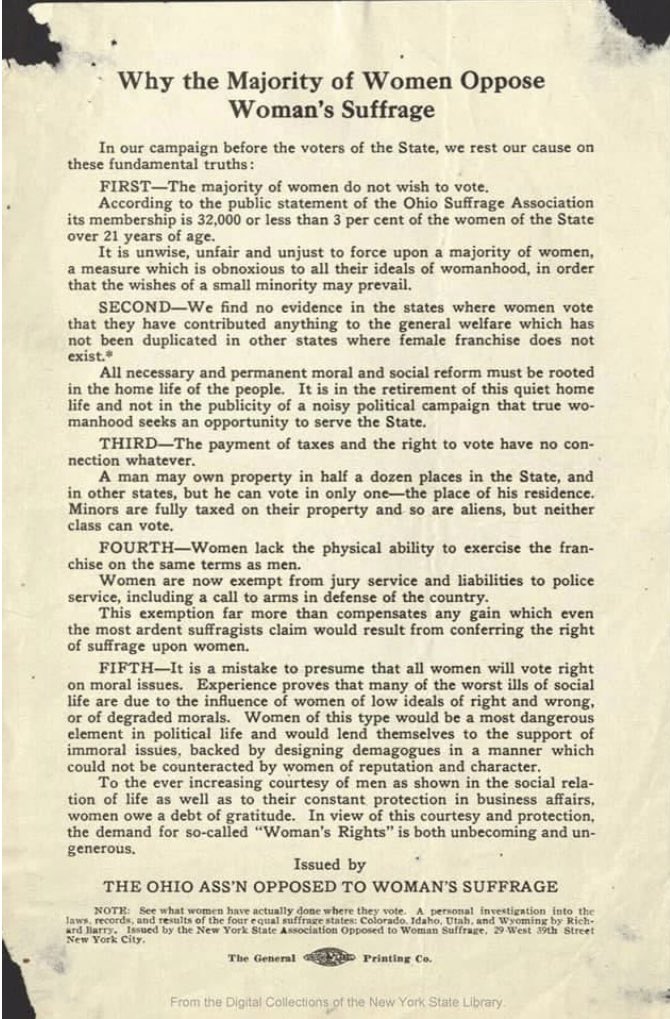 Why the Majority of Women Oppose
Woman's Suffrage
In our campaign before the voters of the State, we rest our cause on
these fundamental truths:
FIRST—The majority of women do not wish to vote.
According to the public statement of the Ohio Suffrage Association
its membership is 32,000 or less than 3 per cent of the women of the State
over 21 years of age.
It is unwise, unfair and unjust to force upon a majority of women,
a measure which is obnoxious to all their ideals of womanhood, in order
that the wishes of a small minority may prevail.
SECOND—We find no evidence in the states where women vote
that they have contributed anything to the general welfare which has
not been duplicated in other states where female franchise does not
exist.*
All necessary and permanent moral and social reform must be rooted
in the home life of the people. It is in the retirement of this quiet home
life and not in the publicity of a noisy political campaign that true wo-
manhood seeks an opportunity to serve the State.
THIRD—The payment of taxes and the right to vote have no con-
nection whatever.
A man may own property in half a dozen places in the State, and
in other states, but he can vote in only one—the place of his residence.
Minors are fully taxed on their property and so are aliens, but neither
class can vote.
FOURTH—Women lack the physical ability to exercise the fran-
chise on the same terms as men.
Women are now exempt from jury service and liabilities to police
service, including a call to arms in defense of the country.
This exemption far more than compensates any gain which even
the most ardent suffragists claim would result from conferring the right
of suffrage upon women.
FIFTH—It is a mistake to presume that all women will vote right
on moral issues. Experience proves that many of the worst ills of social
life are due to the influence of women of low ideals of right and wrong,
or of degraded morals. Women of this type would be a most dangerous
element in political life and would lend themselves to the support of
immoral issues, backed by designing demagogues in a manner which
could not be counteracted by women of reputation and character.
To the ever increasing courtesy of men as shown in the social rela-
tion of life as well as to their constant protection in business affairs,
women owe a debt of gratitude. In view of this courtesy and protection,
the demand for so-called "Woman's Rights" is both unbecoming and un-
generous.
Issued by
THE OHIO ASS'N OPPOSED TO WOMAN'S SUFFRAGE
NOTE: See what women have actually done where they vote. A personal investigation into the
laws, records, and results of the four equal suffrage states: Colorado, Idaho, Utah, and Wyoming by Rich-
ard Barry. Issued by the New York State Association Opposed to Woman Suffrage, 29 West 39th Street
New York City.
The General Printing Co.
From the Digital Collections of the New York State Library.